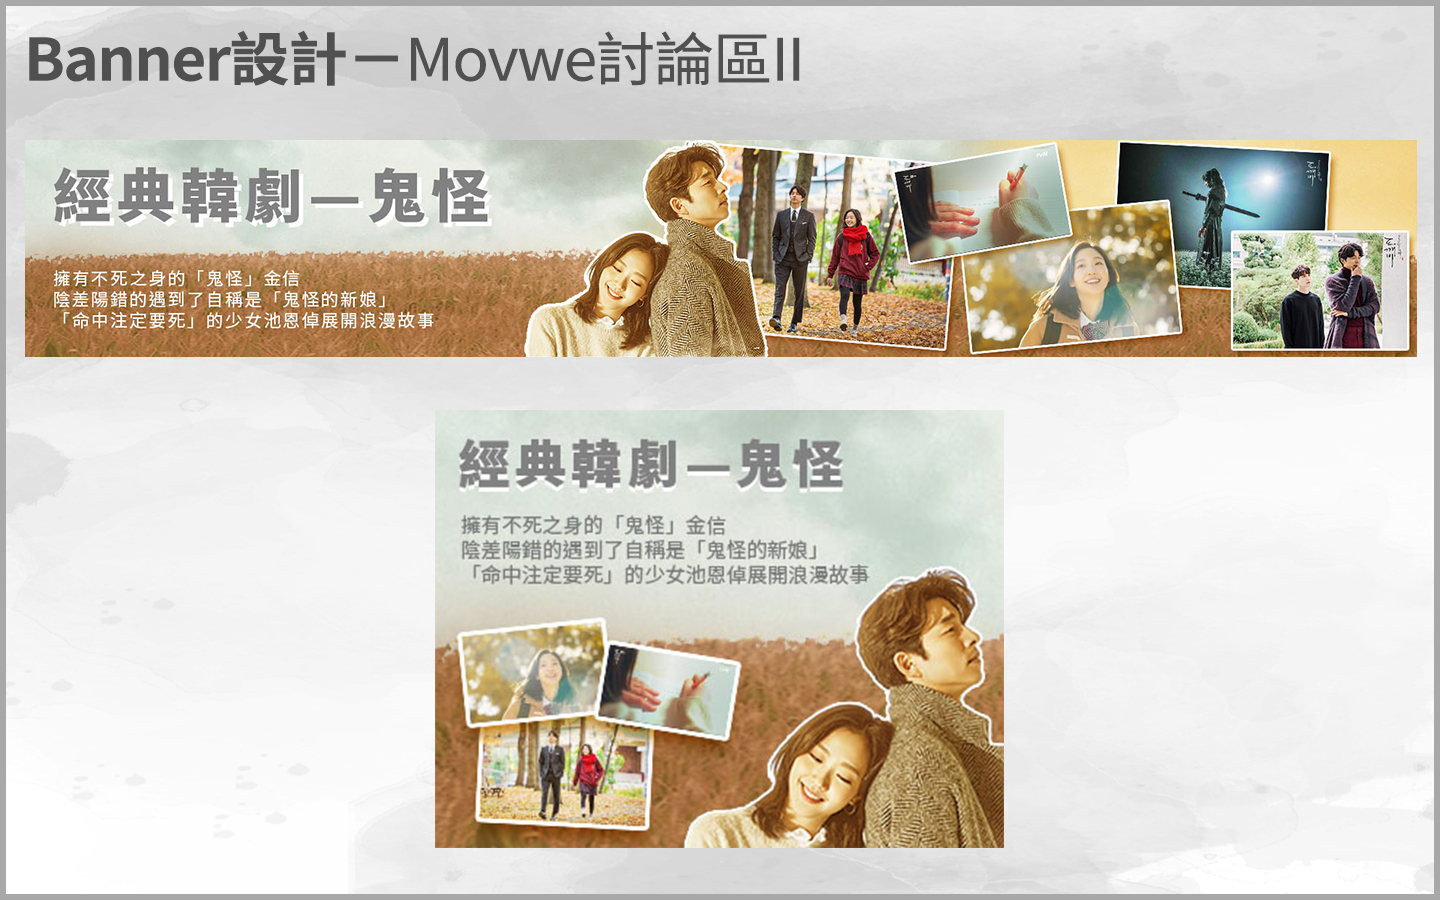 Banner設計－Movwe討論區II
經典韓劇—鬼怪
擁有不死之身的「鬼怪」金信
陰差陽錯的遇到了自稱是「鬼怪的新娘」
「命中注定要死」的少女池恩倬展開浪漫故事
tvN
經典韓劇—鬼怪
擁有不死之身的「鬼怪」金信
陰差陽錯的遇到了自稱是「鬼怪的新娘」
「命中注定要死」的少女池恩倬展開浪漫故事